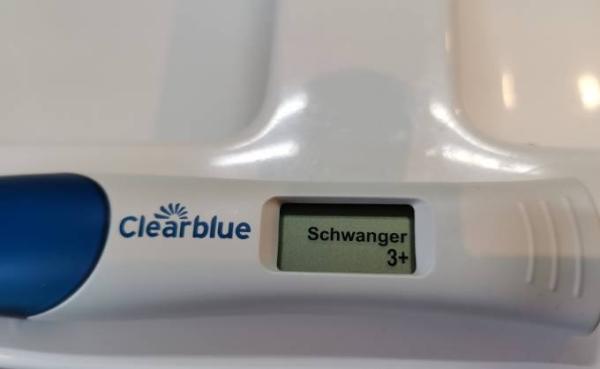 Clearblue
Schwanger
3+